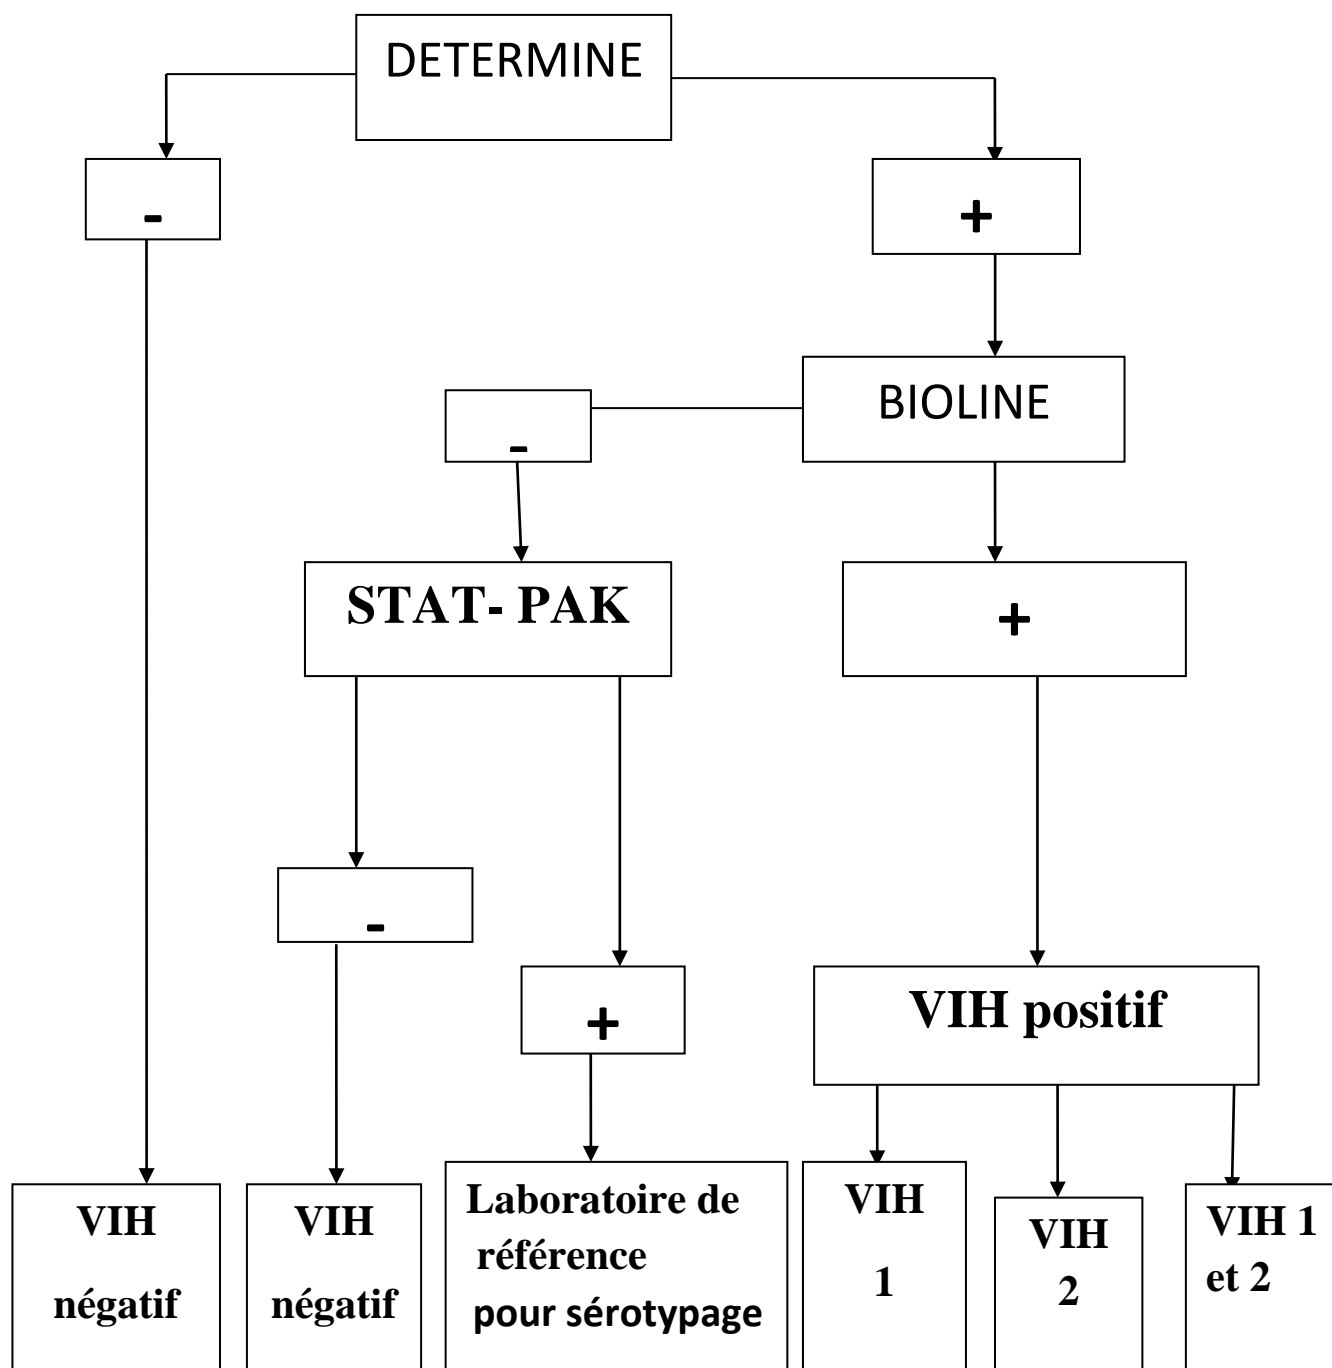 DETERMINE
-
+
BIOLINE
-
STAT- PAK
+
-
+
VIH positif
VIH
négatif
VIH
négatif
Laboratoire de
référence
pour sérotypage
VIH
1
VIH
2
VIH 1
et 2